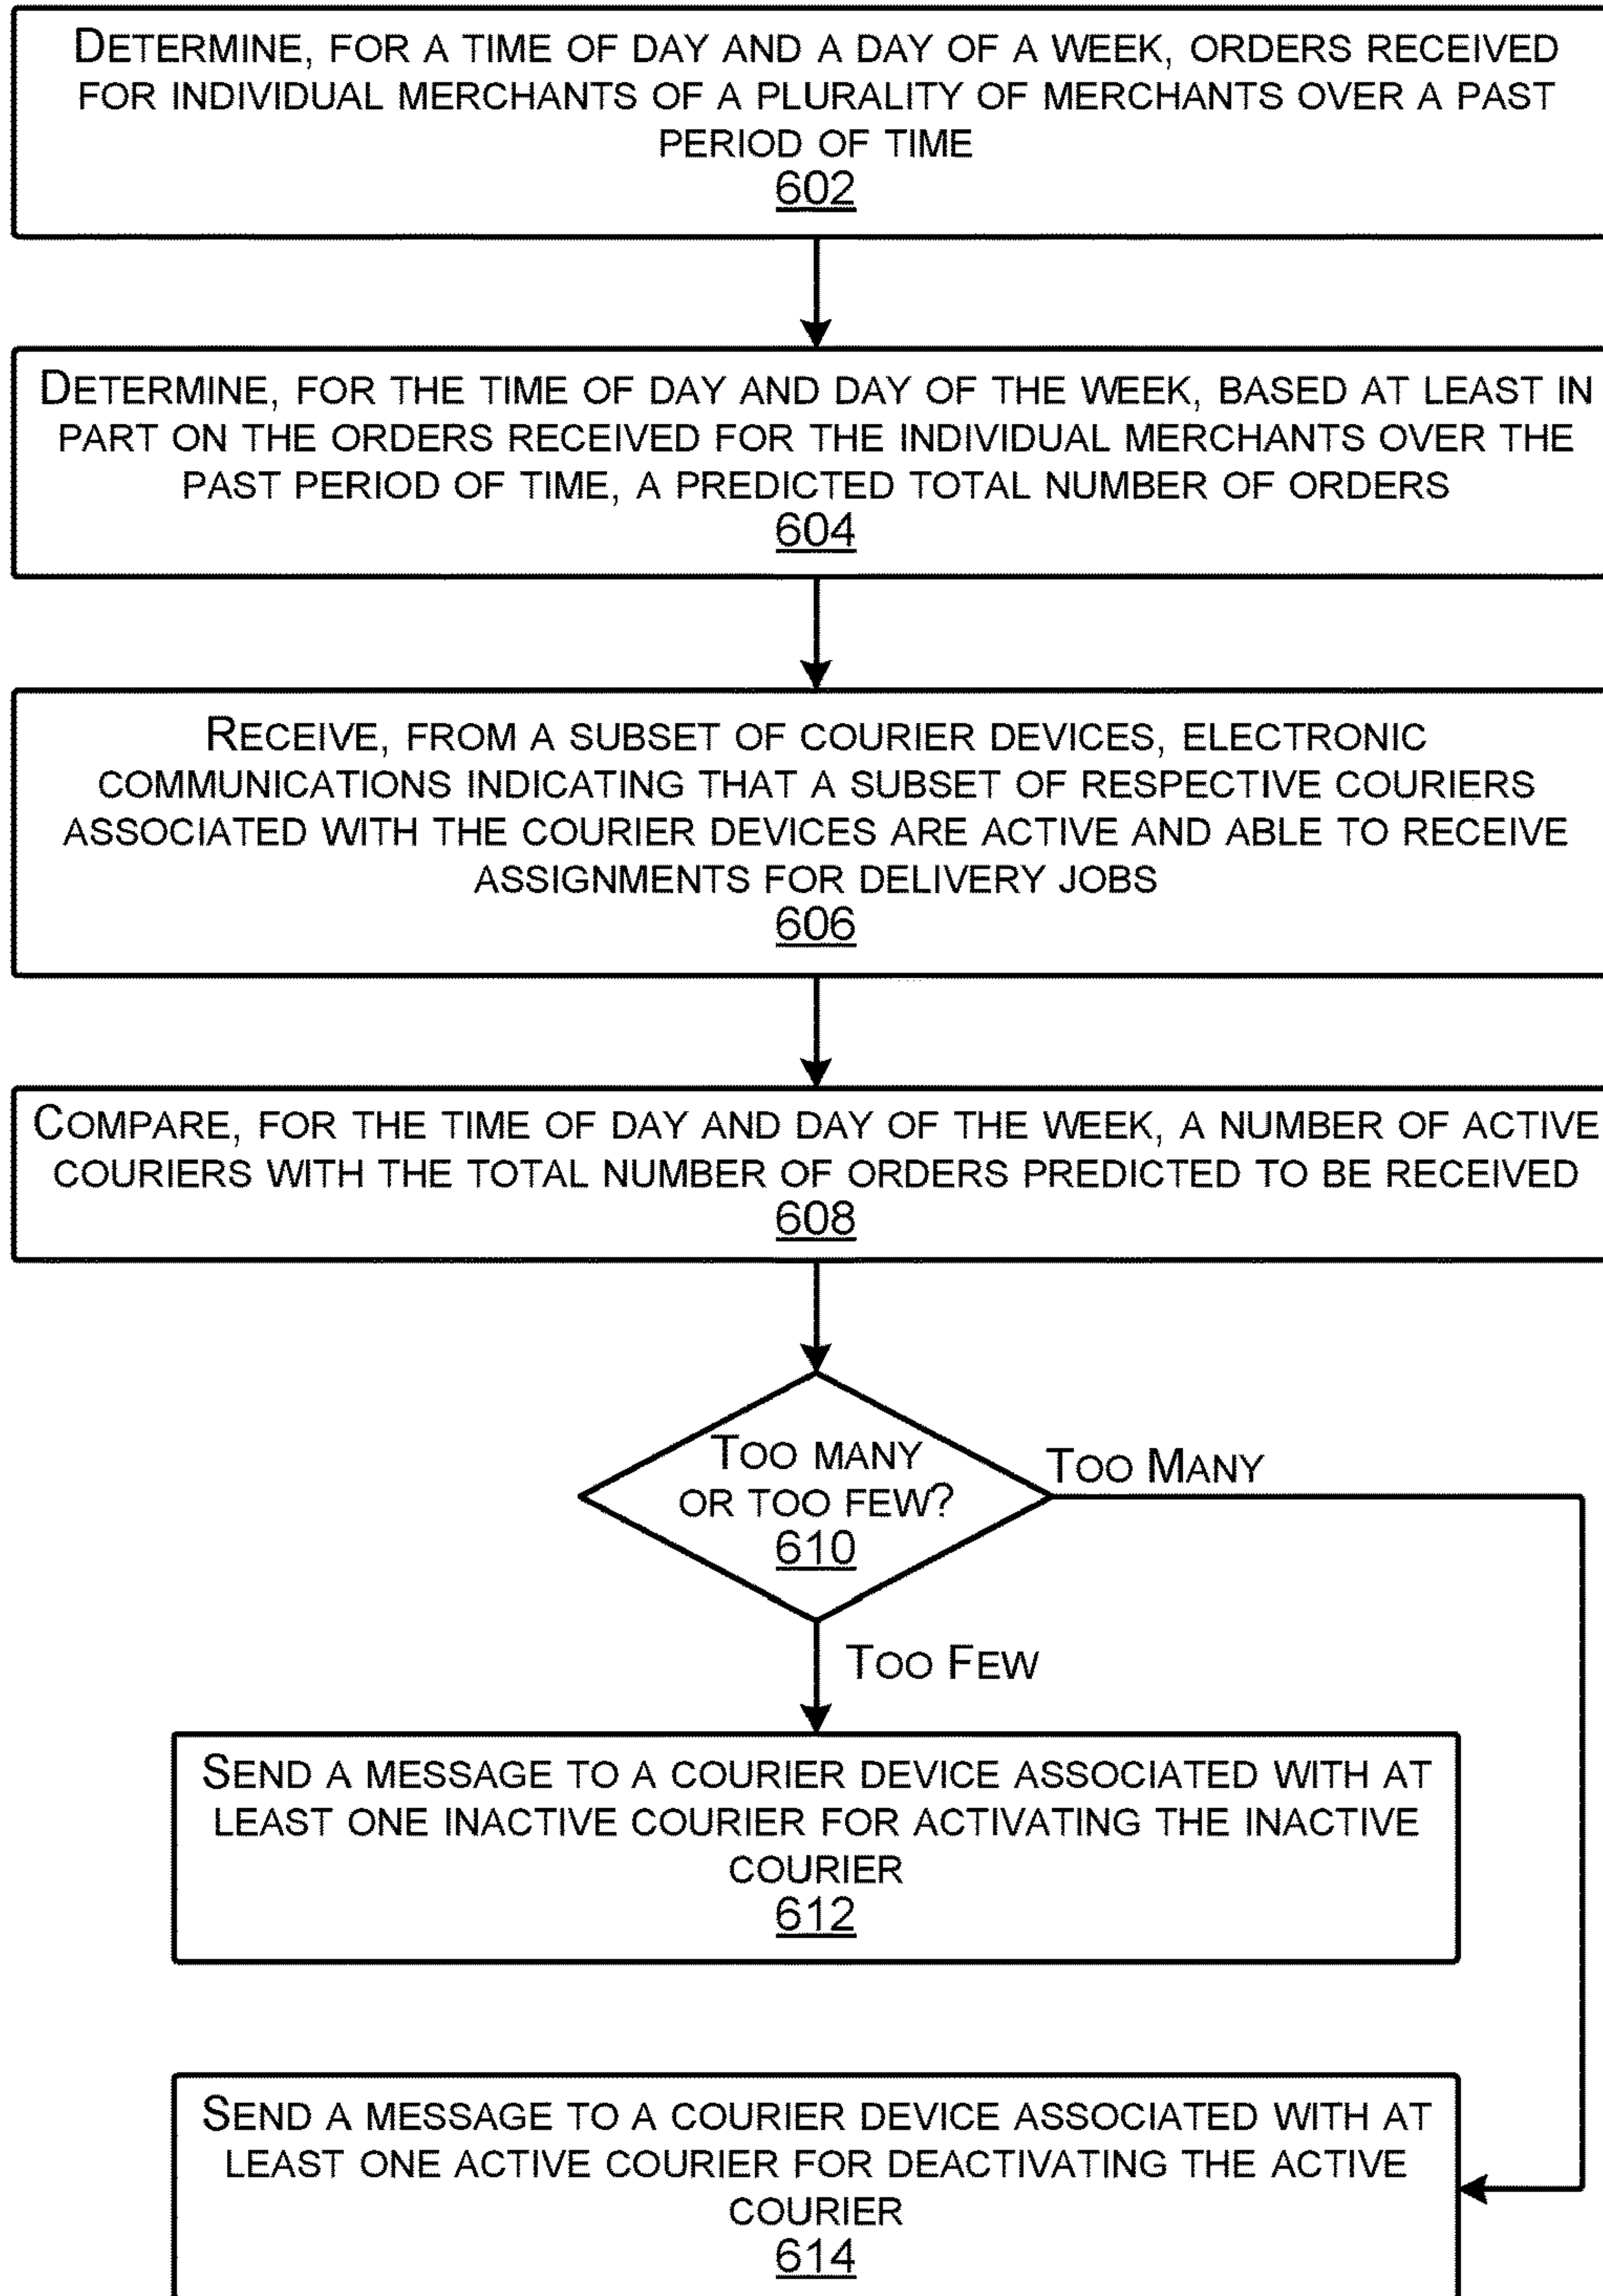 DETERMINE, FOR A TIME OF DAY AND A DAY OF A WEEK, ORDERS RECEIVED
FOR INDIVIDUAL MERCHANTS OF A PLURALITY OF MERCHANTS OVER A PAST
PERIOD OF TIME
602
DETERMINE, FOR THE TIME OF DAY AND DAY OF THE WEEK, BASED AT LEAST IN
PART ON THE ORDERS RECEIVED FOR THE INDIVIDUAL MERCHANTS OVER THE
PAST PERIOD OF TIME, A PREDICTED TOTAL NUMBER OF ORDERS
604
RECEIVE, FROM A SUBSET OF COURIER DEVICES, ELECTRONIC
COMMUNICATIONS INDICATING THAT A SUBSET OF RESPECTIVE COURIERS
ASSOCIATED WITH THE COURIER DEVICES ARE ACTIVE AND ABLE TO RECEIVE
ASSIGNMENTS FOR DELIVERY JOBS
606
COMPARE, FOR THE TIME OF DAY AND DAY OF THE WEEK, A NUMBER OF ACTIVE
COURIERS WITH THE TOTAL NUMBER OF ORDERS PREDICTED TO BE RECEIVED
608
TOO MANY
OR TOO FEW?
610
TOO MANY
TOO FEW
SEND A MESSAGE TO A COURIER DEVICE ASSOCIATED WITH AT
LEAST ONE INACTIVE COURIER FOR ACTIVATING THE INACTIVE
COURIER
612
SEND A MESSAGE TO A COURIER DEVICE ASSOCIATED WITH AT
LEAST ONE ACTIVE COURIER FOR DEACTIVATING THE ACTIVE
COURIER
614